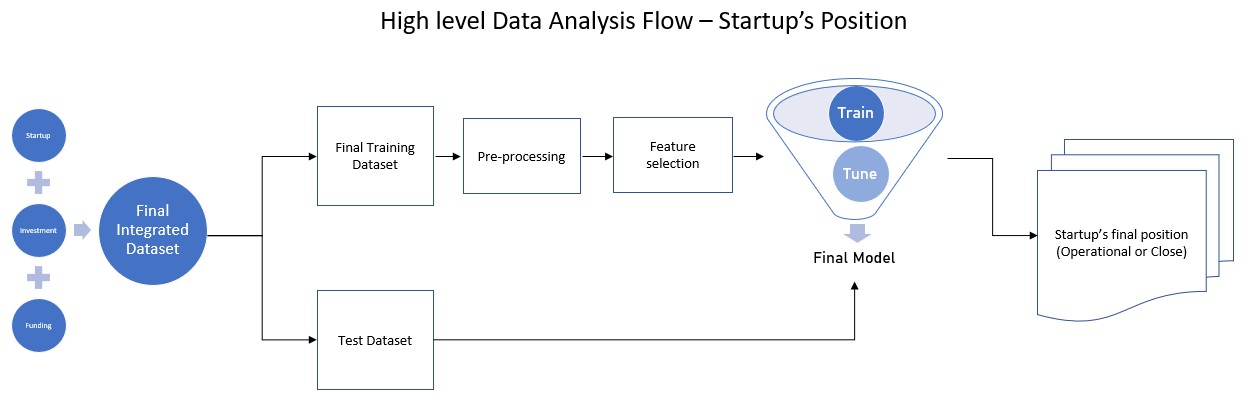 High level Data Analysis Flow – Startup's Position
Startup
Investment
Funding
Final
Integrated
Dataset
Final Training
Dataset
Pre-processing
Feature
selection
Train
Tune
Final Model
Test Dataset
Startup's final position
(Operational or Close)